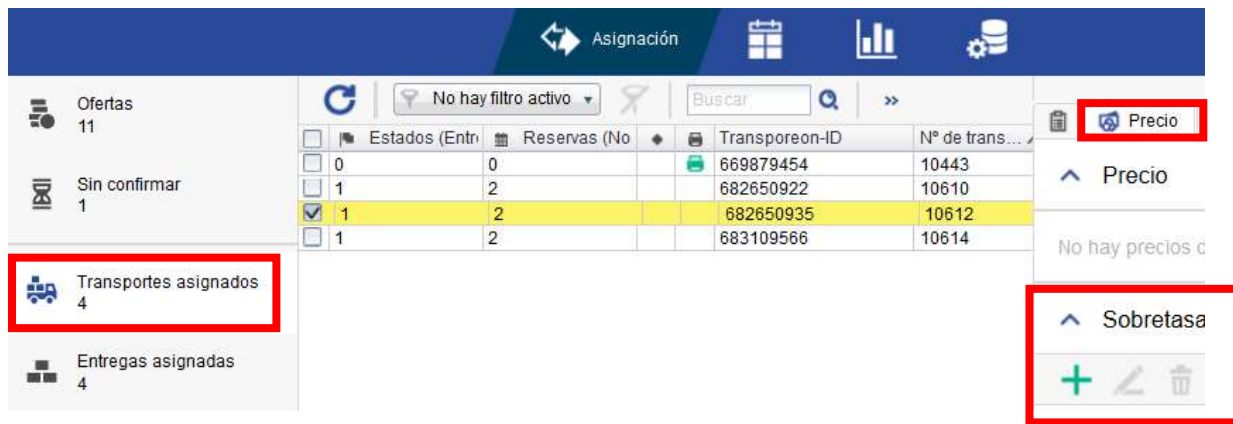 Asignación
Ofertas
11
Sin confirmar
1
Transportes asignados
4
Entregas asignadas
4
No hay filtro activo
Buscar
»
Estados (Entr
Reservas (No
Transporeon-ID
Nº de trans...
0 0 669879454 10443
1 2 682650922 10610
1 2 682650935 10612
1 2 683109566 10614
Precio
Precio
No hay precios d
Sobretasa